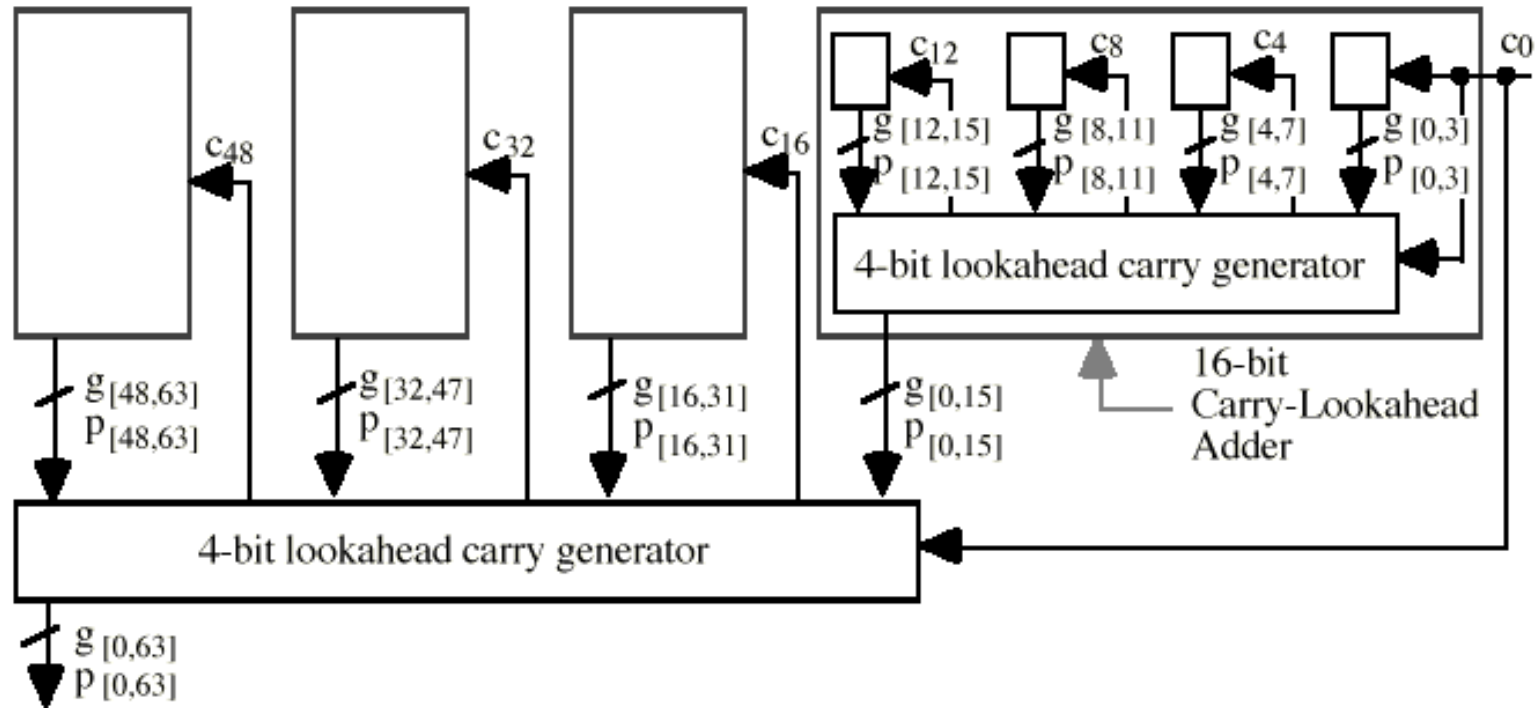 c12 c8 c4 c0
g[12,15] g[8,11] g[4,7] g[0,3]
p[12,15] p[8,11] p[4,7] p[0,3]
c48 c32 c16
4-bit lookahead carry generator
g[48,63] g[32,47] g[16,31] g[0,15]
p[48,63] p[32,47] p[16,31] p[0,15]
16-bit
Carry-Lookahead
Adder
4-bit lookahead carry generator
g[0,63]
p[0,63]